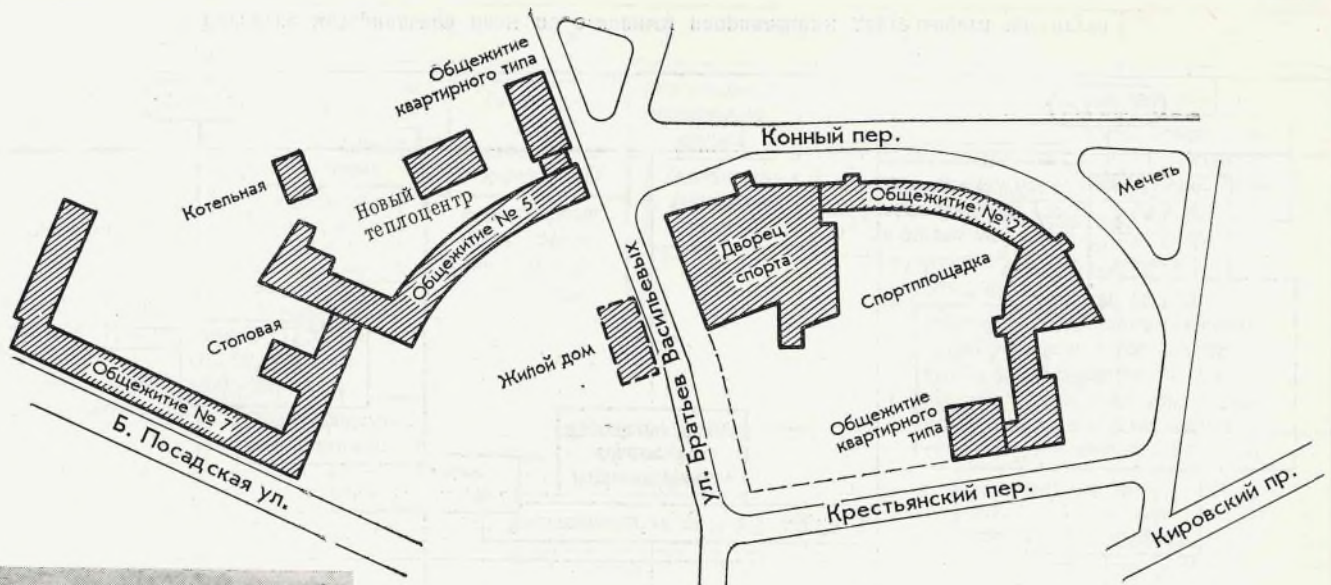 Общежитие
квартирного типа
Конный пер.
Мечеть
Котельная
Новый
теплоцентр
Общежитие № 5
Общежитие № 2
Дворец
спорта
Спортплощадка
Столовая
Жилой дом
ул. Братьев Васильевых
Общежитие № 7
Б. Посадская ул.
Общежитие
квартирного
типа
Крестьянский пер.
Кировский пр.